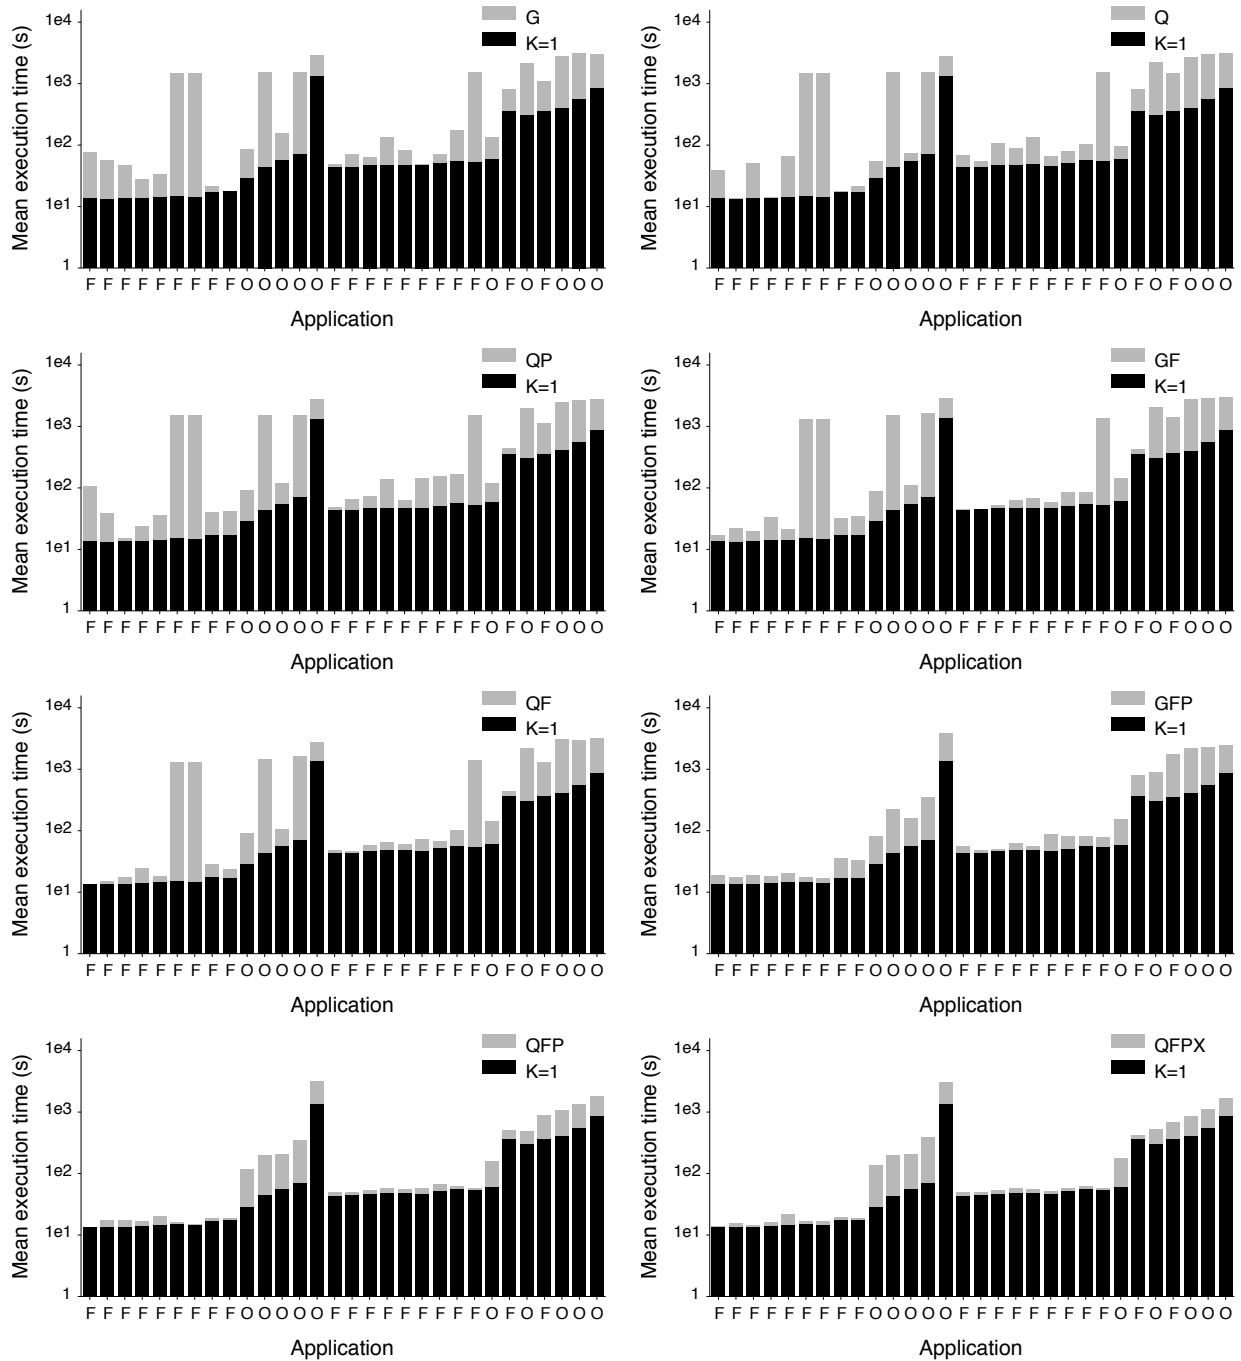 Mean execution time (s)
1e4
1e3
1e2
1e1
1
G
K=1
F F F F F F F F F O O O O O F F F F F F F F F O F O F O O O
Application
Mean execution time (s)
1e4
1e3
1e2
1e1
1
Q
K=1
F F F F F F F F F O O O O O F F F F F F F F F O F O F O O O
Application
Mean execution time (s)
1e4
1e3
1e2
1e1
1
QP
K=1
F F F F F F F F F O O O O O F F F F F F F F F O F O F O O O
Application
Mean execution time (s)
1e4
1e3
1e2
1e1
1
GF
K=1
F F F F F F F F F O O O O O F F F F F F F F F O F O F O O O
Application
Mean execution time (s)
1e4
1e3
1e2
1e1
1
QF
K=1
F F F F F F F F F O O O O O F F F F F F F F F O F O F O O O
Application
Mean execution time (s)
1e4
1e3
1e2
1e1
1
GFP
K=1
F F F F F F F F F O O O O O F F F F F F F F F O F O F O O O
Application
Mean execution time (s)
1e4
1e3
1e2
1e1
1
QFP
K=1
F F F F F F F F F O O O O O F F F F F F F F F O F O F O O O
Application
Mean execution time (s)
1e4
1e3
1e2
1e1
1
QFPX
K=1
F F F F F F F F F O O O O O F F F F F F F F F O F O F O O O
Application